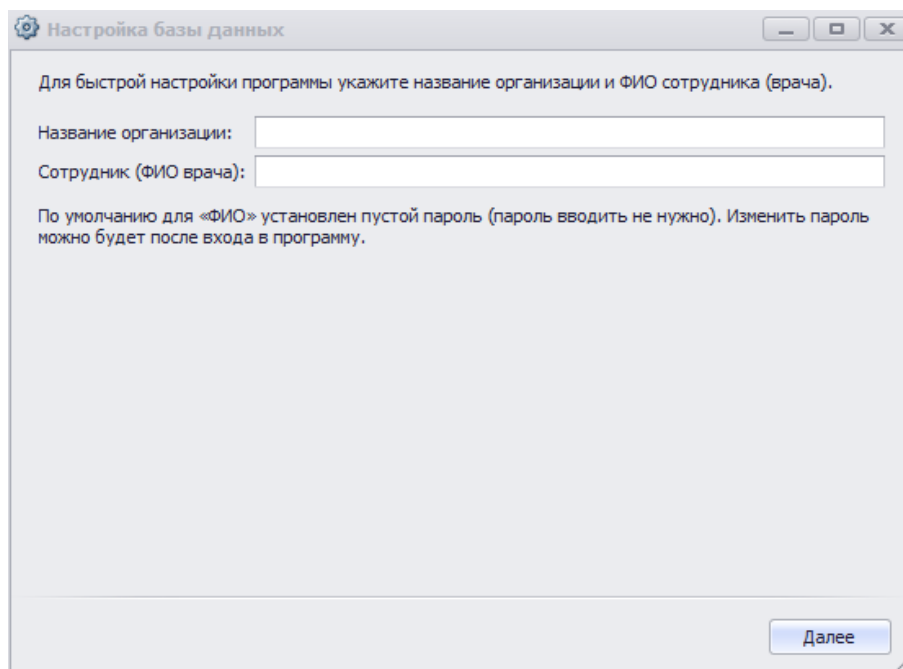 Настройка базы данных
Для быстрой настройки программы укажите название организации и ФИО сотрудника (врача).
Название организации:
Сотрудник (ФИО врача):
По умолчанию для «ФИО» установлен пустой пароль (пароль вводить не нужно). Изменить пароль
можно будет после входа в программу.
Далее